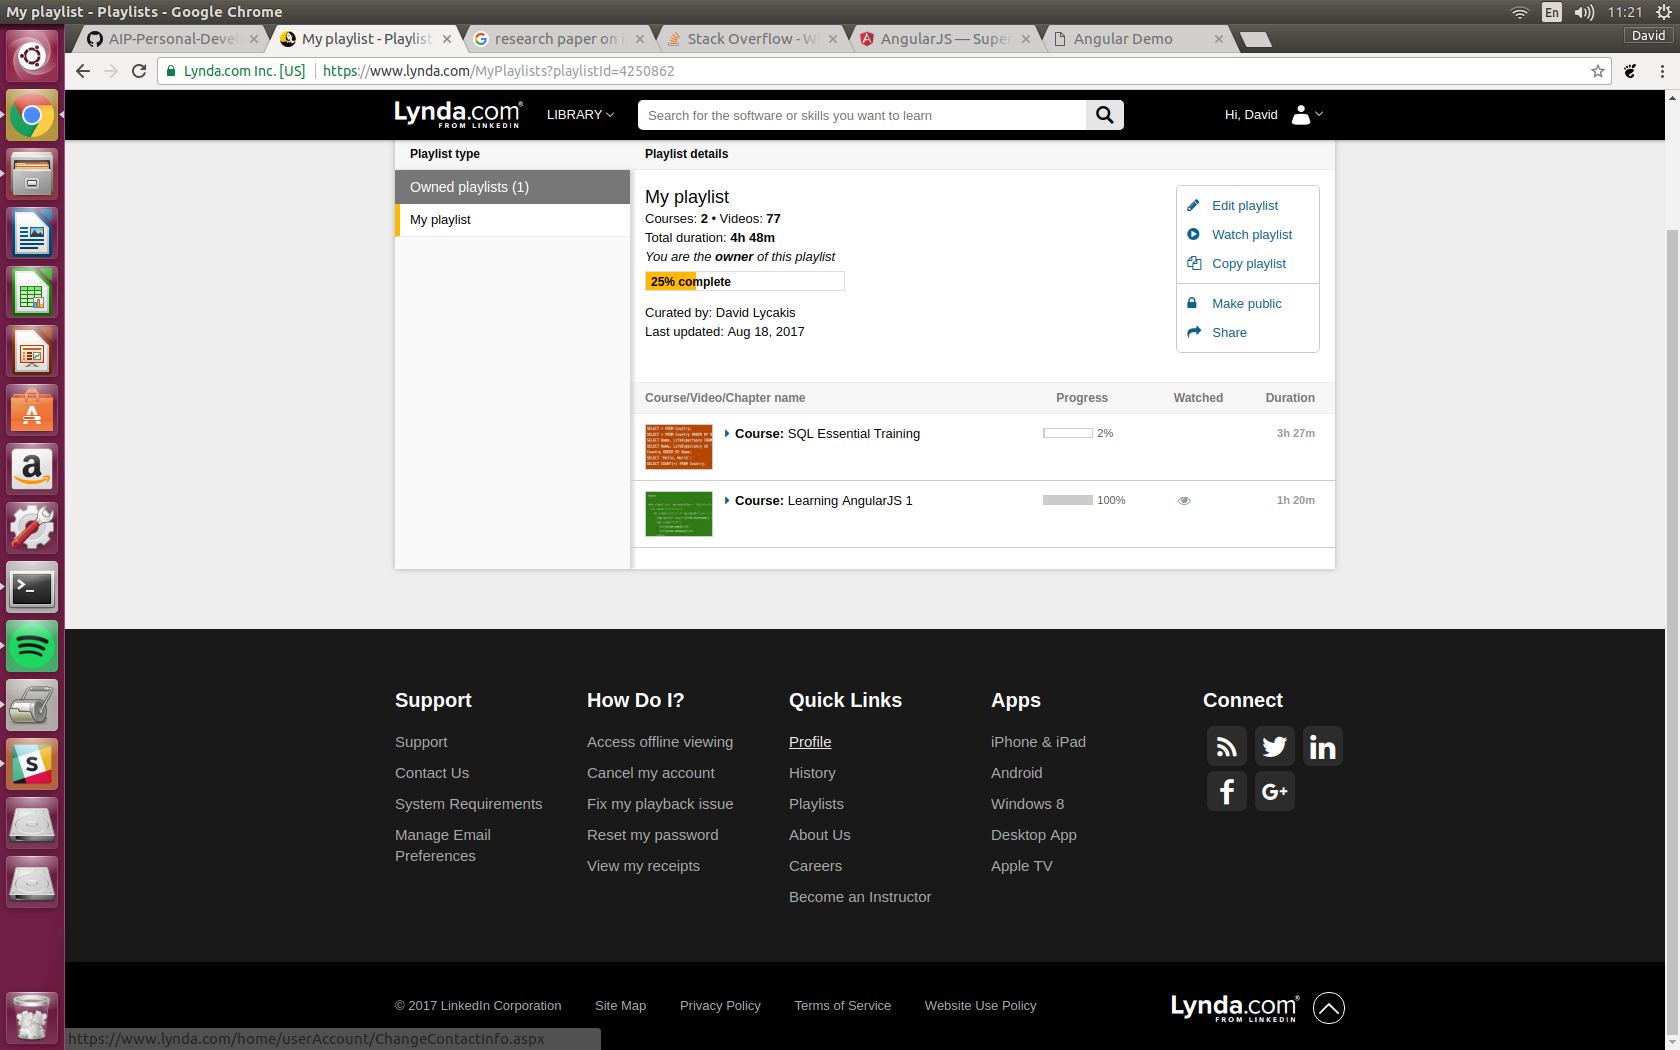 My playlist - Playlists - Google Chrome
En
11:21
AIP-Personal-Devel
My playlist - Playlist
research paper on i
Stack Overflow - W
AngularJS — Super
Angular Demo
David
Lynda.com Inc. [US]
https://www.lynda.com/MyPlaylists?playlistId=4250862
Lynda.com®
FROM LINKEDIN
LIBRARY
Search for the software or skills you want to learn
Hi, David
Playlist type
Playlist details
Owned playlists (1)
My playlist
My playlist
Courses: 2 • Videos: 77
Total duration: 4h 48m
You are the owner of this playlist
25% complete
Curated by: David Lycakis
Last updated: Aug 18, 2017
Edit playlist
Watch playlist
Copy playlist
Make public
Share
Course/Video/Chapter name
Progress
Watched
Duration
Course: SQL Essential Training
2%
3h 27m
Course: Learning AngularJS 1
100%
1h 20m
Support
Support
Contact Us
System Requirements
Manage Email
Preferences
How Do I?
Access offline viewing
Cancel my account
Fix my playback issue
Reset my password
View my receipts
Quick Links
Profile
History
Playlists
About Us
Careers
Become an Instructor
Apps
iPhone & iPad
Android
Windows 8
Desktop App
Apple TV
Connect
© 2017 LinkedIn Corporation
Site Map
Privacy Policy
Terms of Service
Website Use Policy
Lynda.com®
FROM LINKEDIN
https://www.lynda.com/home/userAccount/ChangeContactInfo.aspx